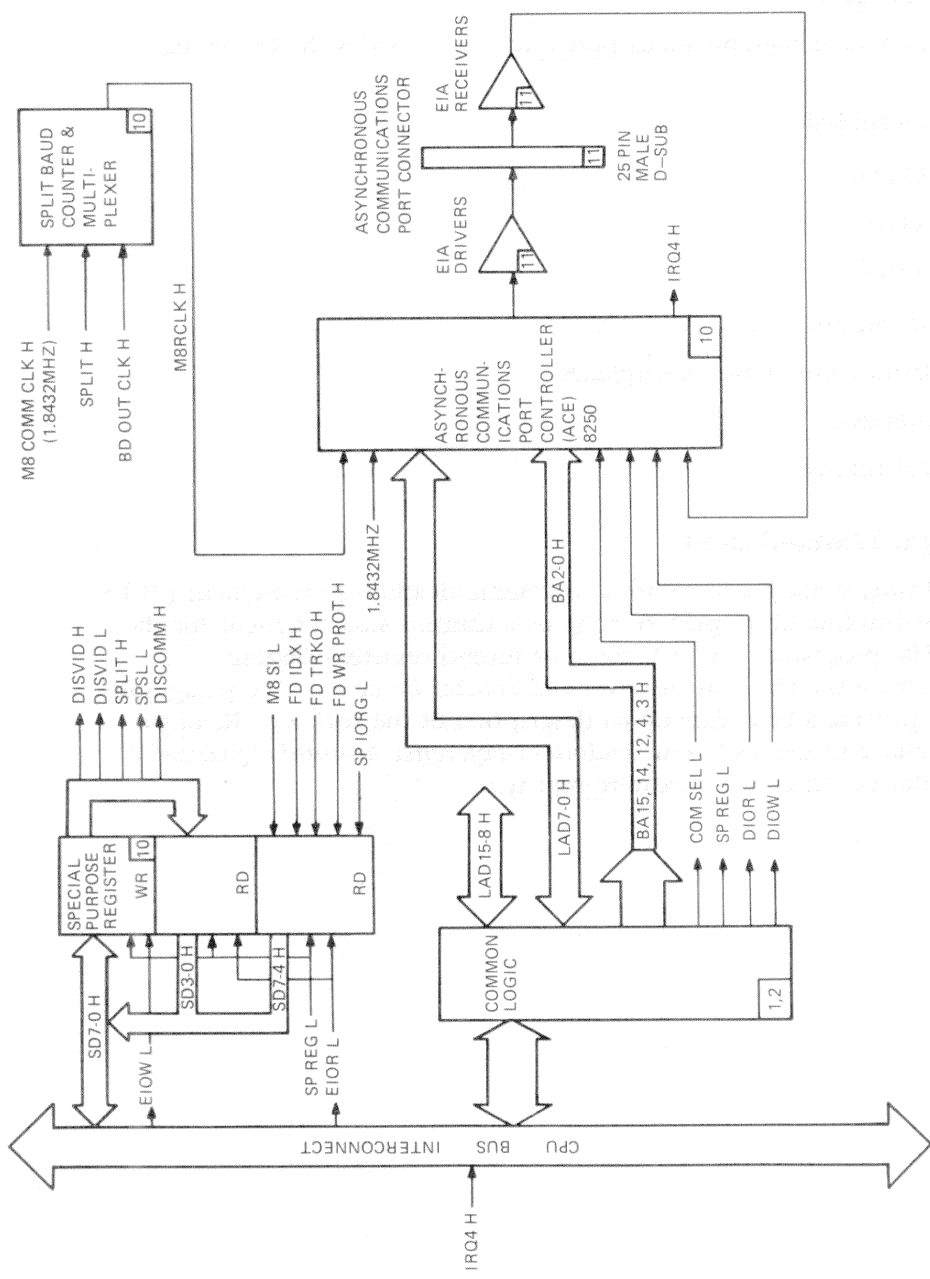 M8 COMM CLK H
(1.8432MHZ)
SPLIT H
BD OUT CLK H
SPLIT BAUD
COUNTER &
MULTI-
PLEXER
10
M8RCLK H
DISVID H
DISVID L
SPLIT H
SPSL L
DISCOMM H
SPECIAL
PURPOSE
REGISTER
10
WR
RD
RD
M8 SI L
FD IDX H
FD TRKO H
FD WR PROT H
SP IORG L
SD7-0 H
SD3-0 H
SD7-4 H
EIOW L
SP REG L
EIOR L
CPU BUS INTERCONNECT
IRQ4 H
COMMON
LOGIC
1,2
LAD15-8 H
LAD7-0 H
BA15, 14, 12, 4, 3 H
BA2-0 H
COM SEL L
SP REG L
DIOR L
DIOW L
1.8432MHZ
ASYNCH-
RONOUS
COMMUN-
ICATIONS
PORT
CONTROLLER
(ACE)
8250
10
IRQ4 H
EIA
DRIVERS
11
ASYNCHRONOUS
COMMUNICATIONS
PORT CONNECTOR
11
25 PIN
MALE
D-SUB
EIA
RECEIVERS
11